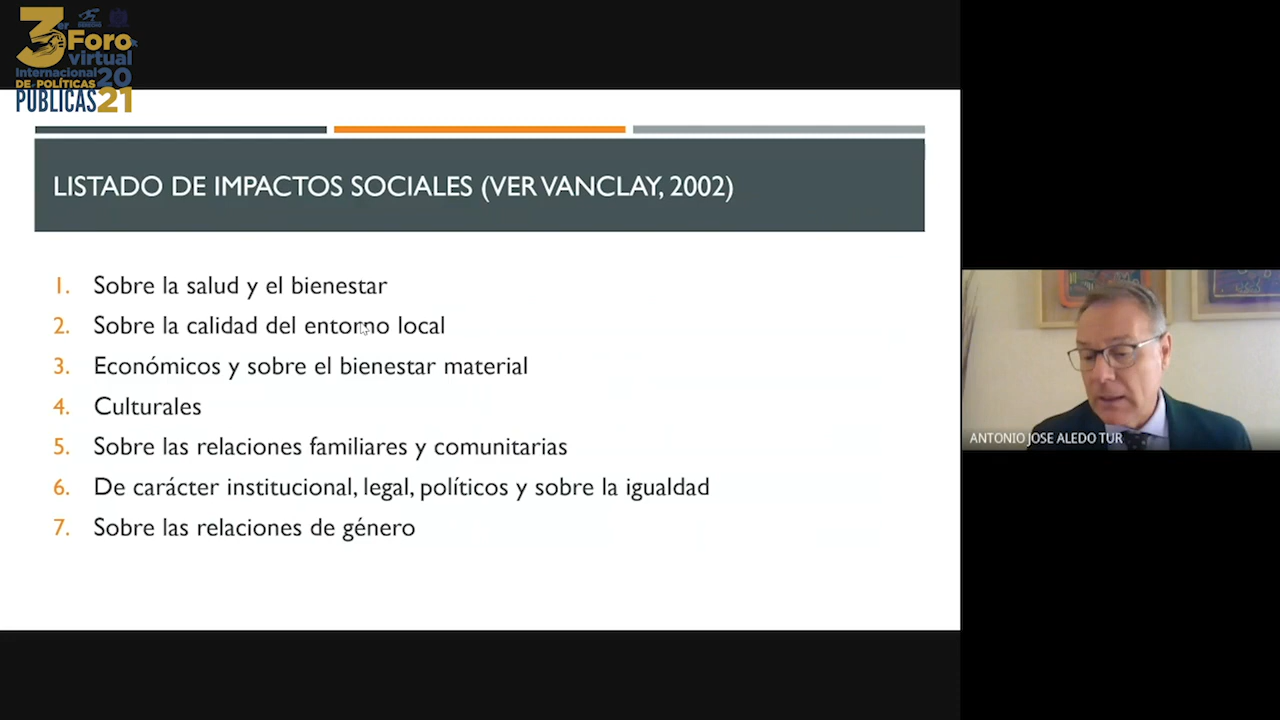 3er Foro
virtual
Internacional 20
DE POLÍTICAS
PÚBLICAS 21
LISTADO DE IMPACTOS SOCIALES (VER VANCLAY, 2002)
1. Sobre la salud y el bienestar
2. Sobre la calidad del entorno local
3. Económicos y sobre el bienestar material
4. Culturales
5. Sobre las relaciones familiares y comunitarias
6. De carácter institucional, legal, políticos y sobre la igualdad
7. Sobre las relaciones de género
ANTONIO JOSE ALEDO TUR